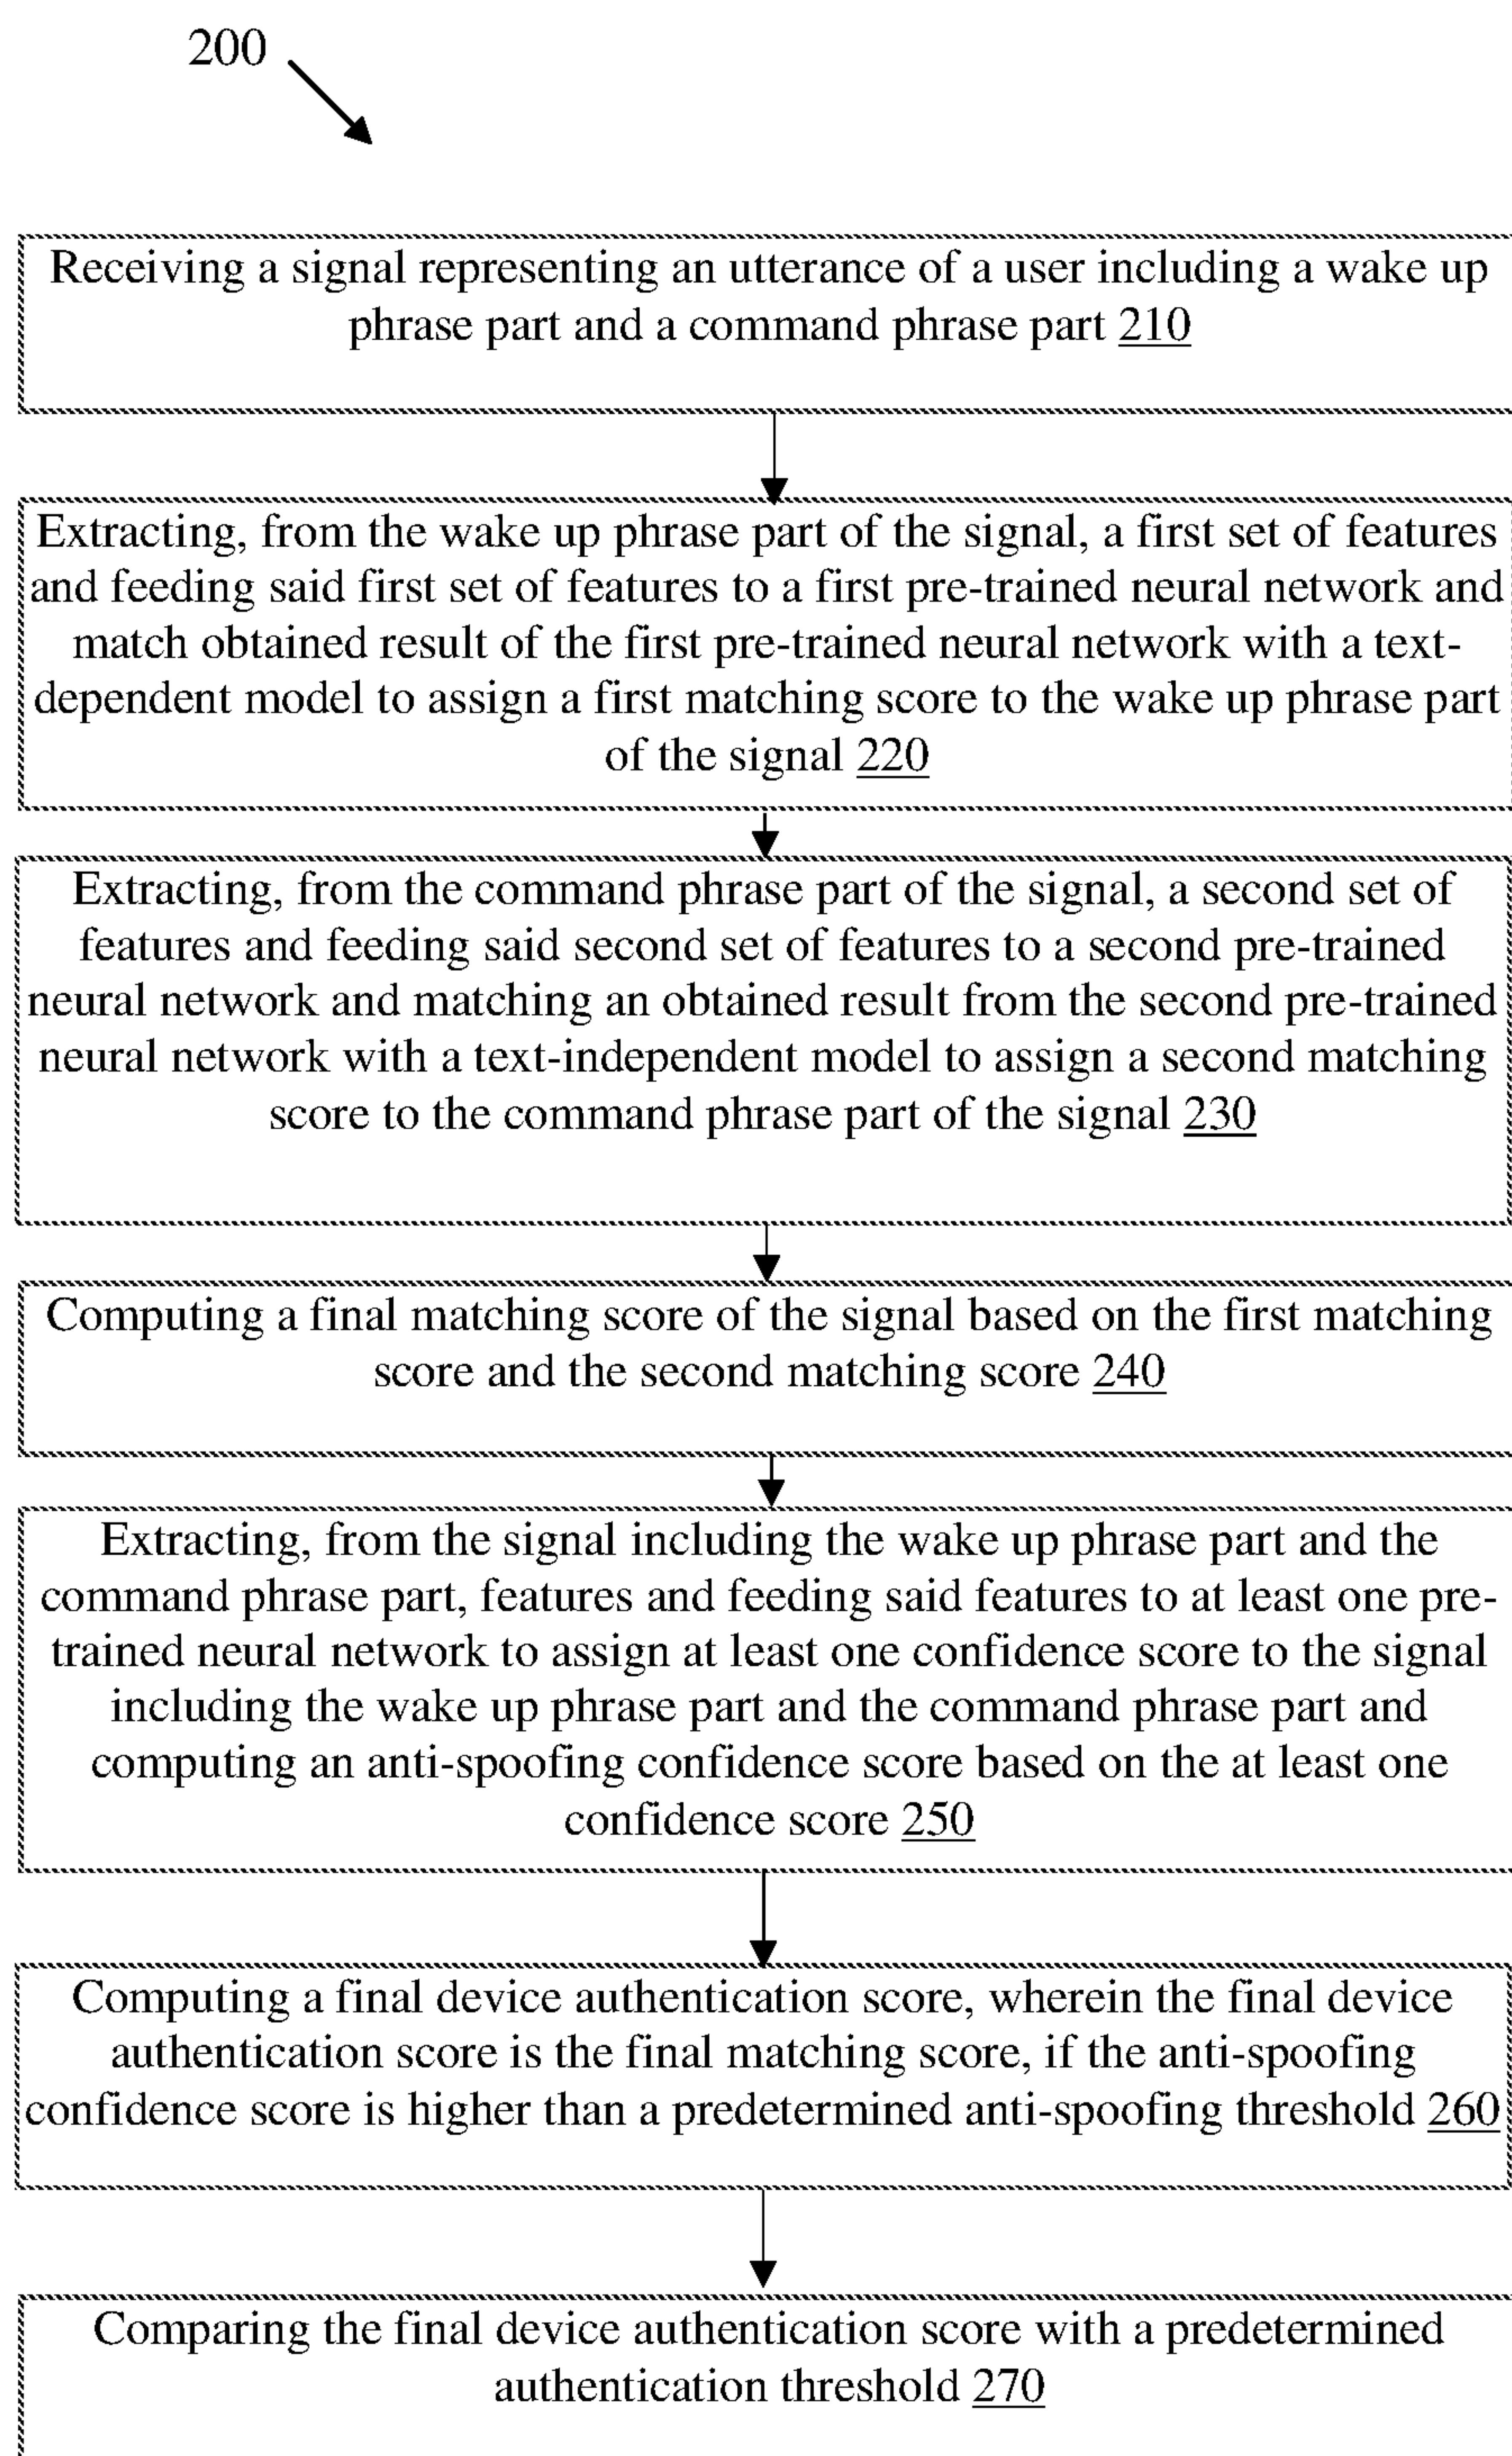 200
Receiving a signal representing an utterance of a user including a wake up
phrase part and a command phrase part 210
Extracting, from the wake up phrase part of the signal, a first set of features
and feeding said first set of features to a first pre-trained neural network and
match obtained result of the first pre-trained neural network with a text-
dependent model to assign a first matching score to the wake up phrase part
of the signal 220
Extracting, from the command phrase part of the signal, a second set of
features and feeding said second set of features to a second pre-trained
neural network and matching an obtained result from the second pre-trained
neural network with a text-independent model to assign a second matching
score to the command phrase part of the signal 230
Computing a final matching score of the signal based on the first matching
score and the second matching score 240
Extracting, from the signal including the wake up phrase part and the
command phrase part, features and feeding said features to at least one pre-
trained neural network to assign at least one confidence score to the signal
including the wake up phrase part and the command phrase part and
computing an anti-spoofing confidence score based on the at least one
confidence score 250
Computing a final device authentication score, wherein the final device
authentication score is the final matching score, if the anti-spoofing
confidence score is higher than a predetermined anti-spoofing threshold 260
Comparing the final device authentication score with a predetermined
authentication threshold 270